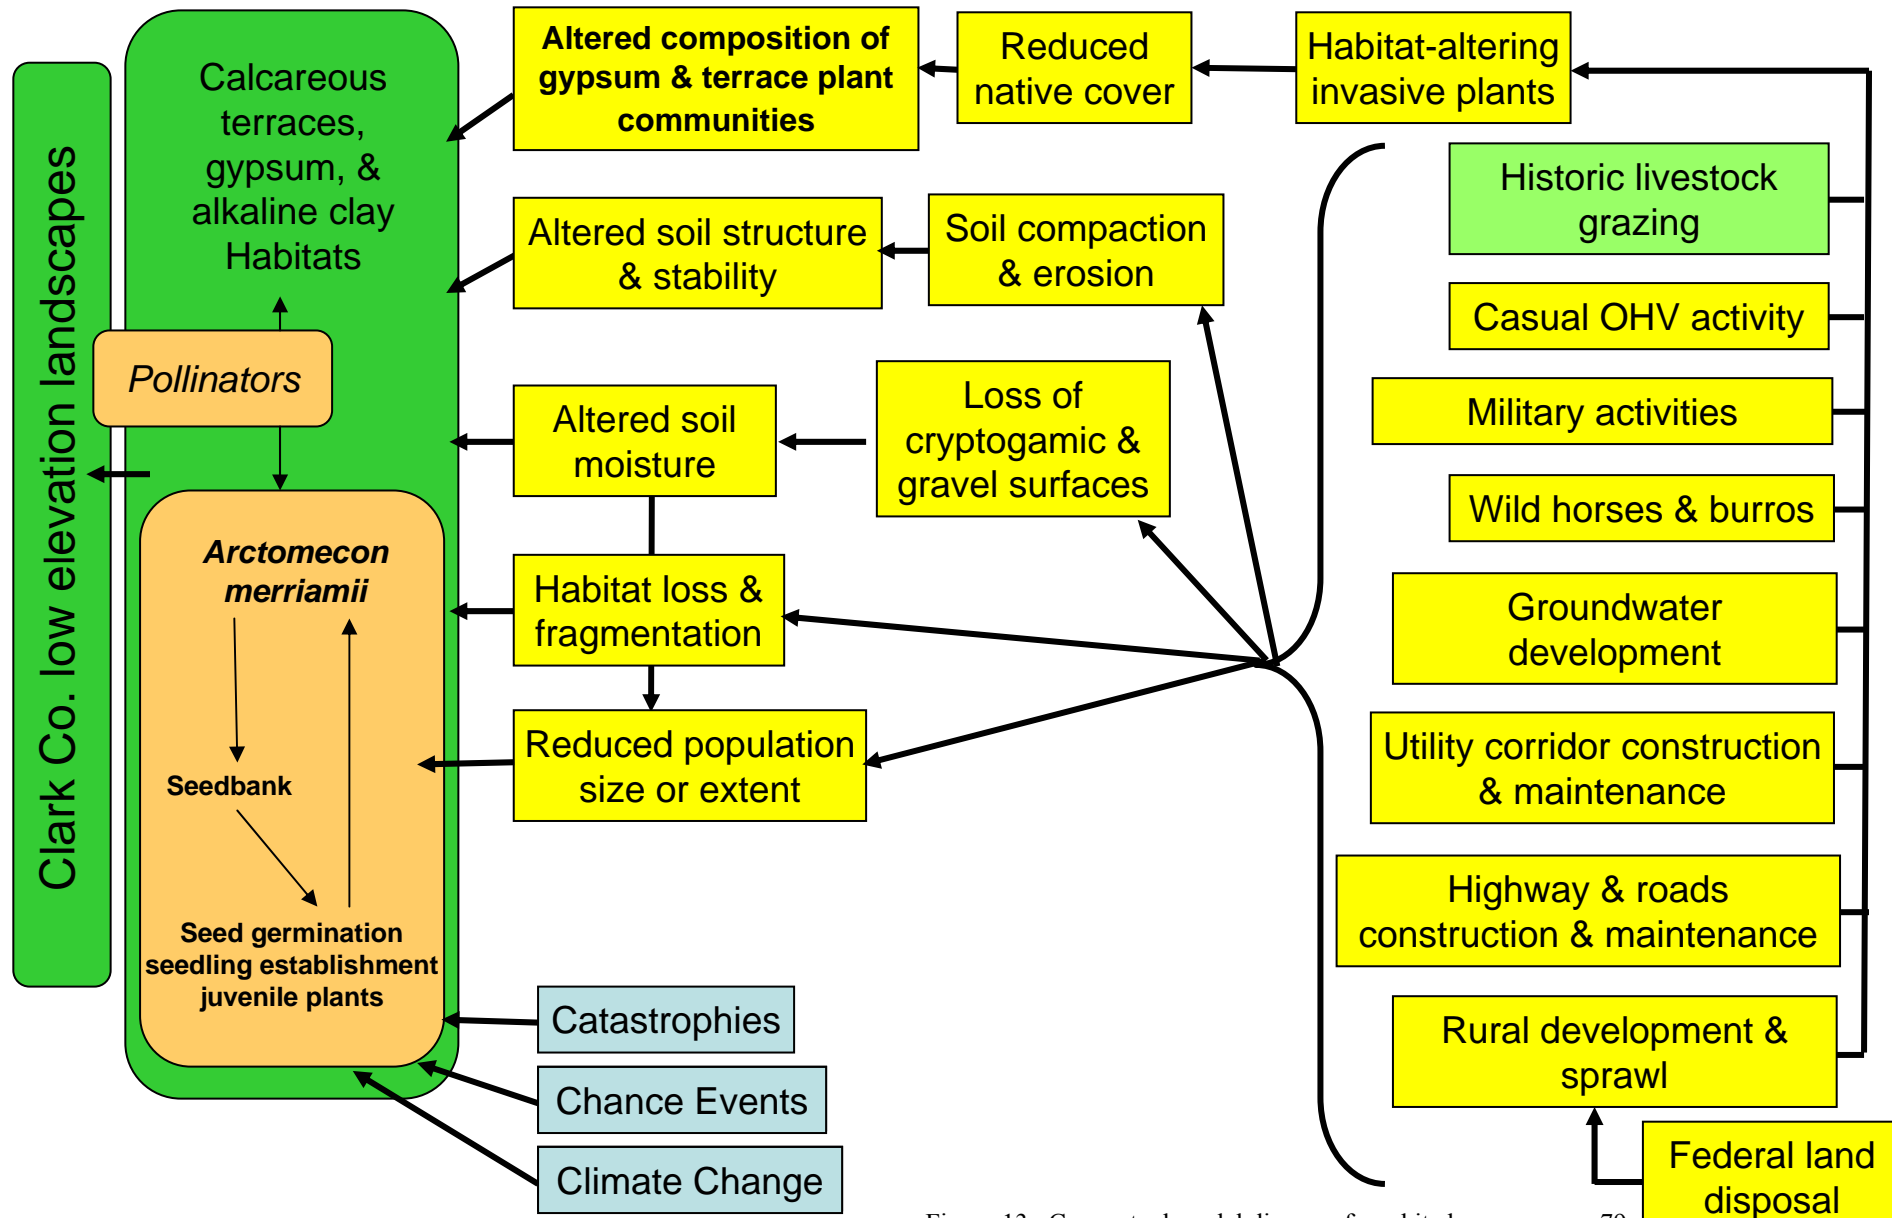 Clark Co. low elevation landscapes
Calcareous
terraces,
gypsum, &
alkaline clay
Habitats
Pollinators
Arctomecon
merriamii
Seedbank
Seed germination
seedling establishment
juvenile plants
Altered composition of
gypsum & terrace plant
communities
Reduced
native cover
Habitat-altering
invasive plants
Altered soil structure
& stability
Soil compaction
& erosion
Altered soil
moisture
Loss of
cryptogamic &
gravel surfaces
Habitat loss &
fragmentation
Reduced population
size or extent
Catastrophies
Chance Events
Climate Change
Historic livestock
grazing
Casual OHV activity
Military activities
Wild horses & burros
Groundwater
development
Utility corridor construction
& maintenance
Highway & roads
construction & maintenance
Rural development &
sprawl
Federal land
disposal